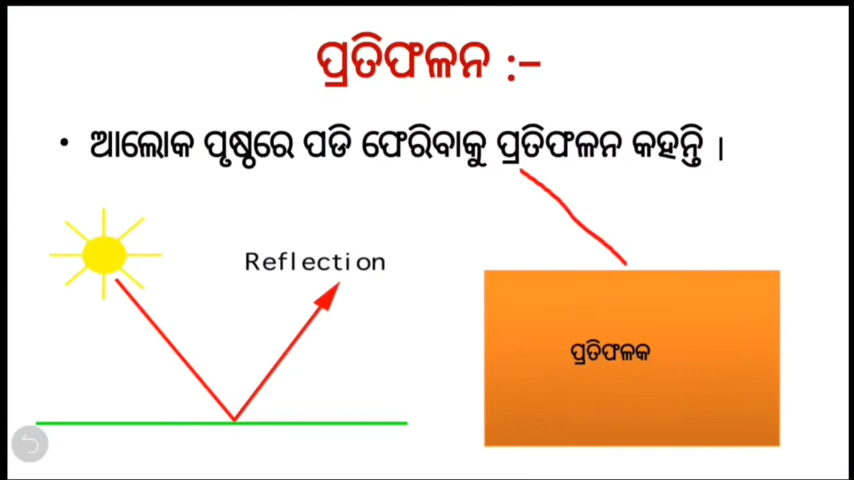 ପ୍ରତିଫଳନ :–
• ଆଲୋକ ପୃଷ୍ଠରେ ପଡି ଫେରିବାକୁ ପ୍ରତିଫଳନ କହନ୍ତି ।
Reflection
ପ୍ରତିଫଳକ